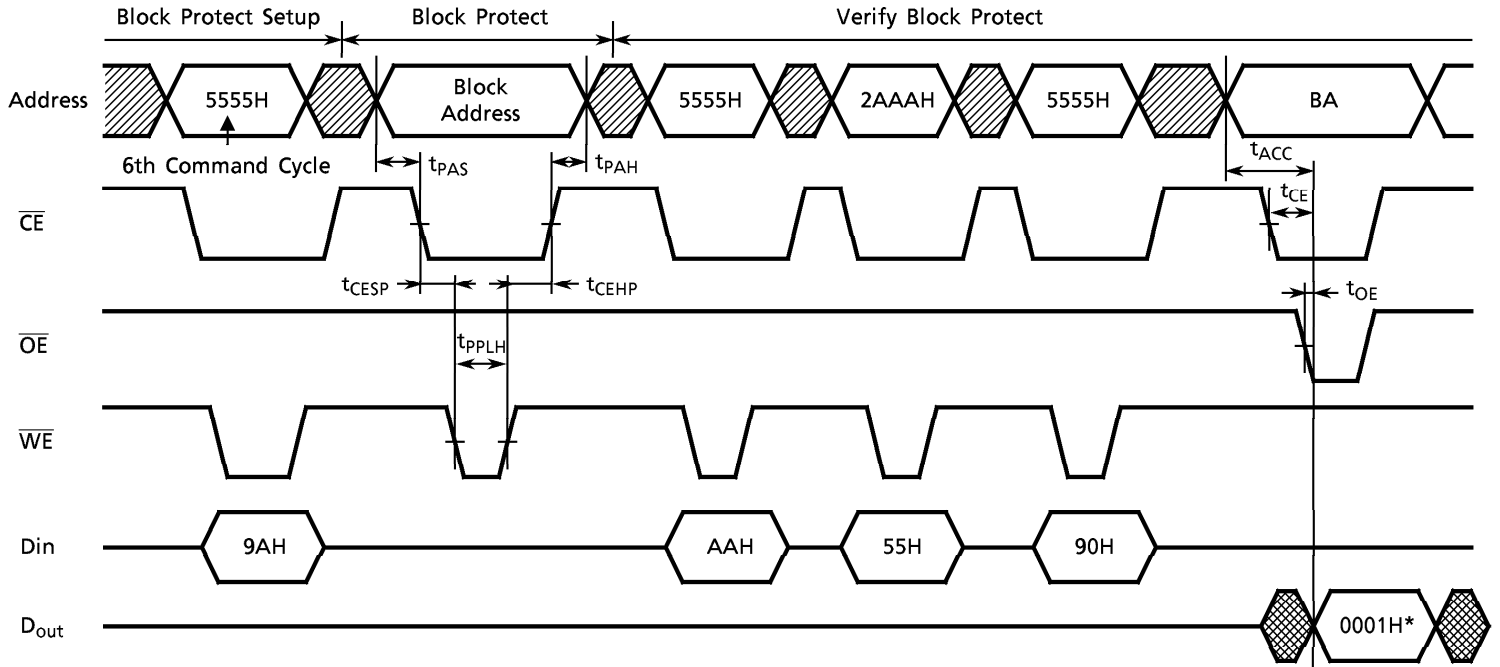 Block Protect Setup Block Protect Verify Block Protect
Address 5555H Block Address 5555H 2AAAH 5555H BA
6th Command Cycle tPAS tPAH tACC
CE tCE
tCESP tCEHP tOE
OE tPPLH
WE
Din 9AH AAH 55H 90H
Dout 0001H*